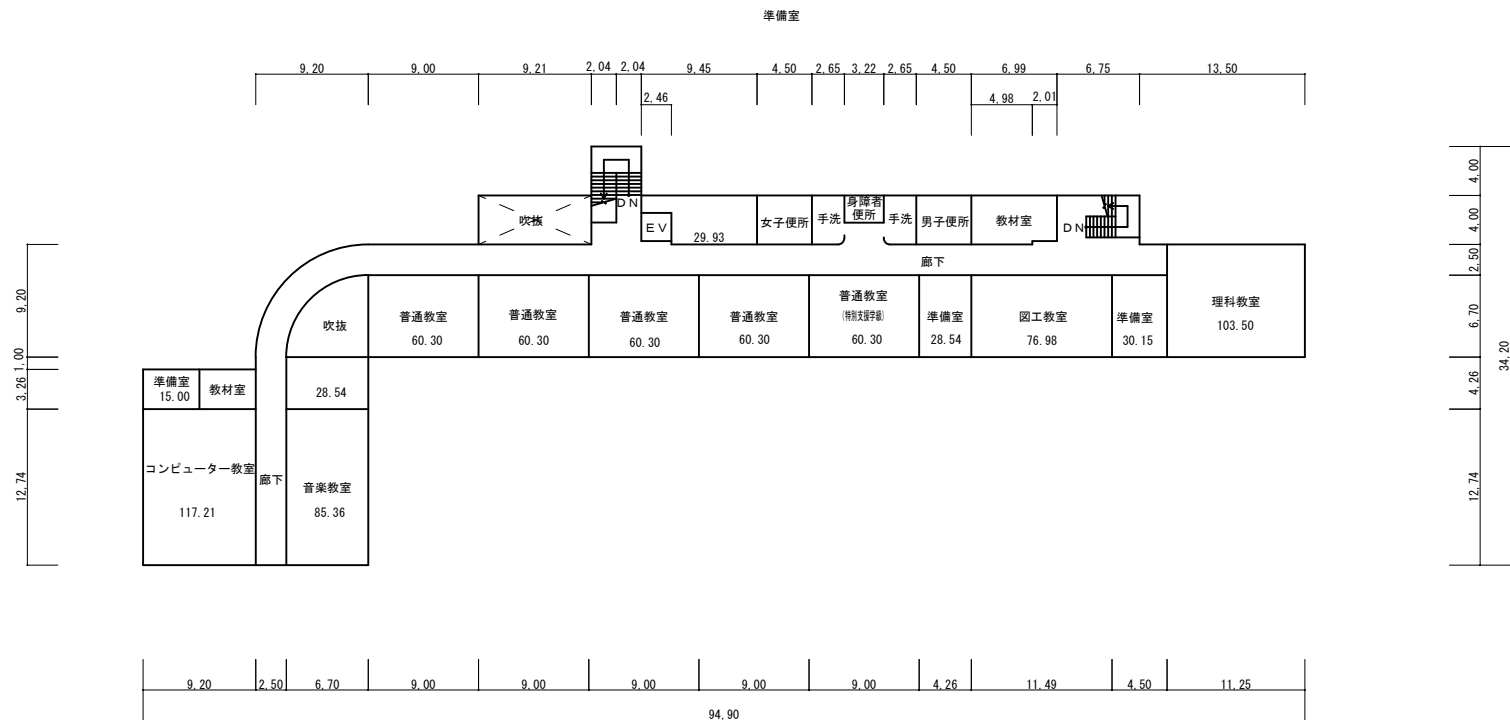 準備室
9,20 9,00 9,21 2,04 2,04 9,45 4,50 2,65 3,22 2,65 4,50 6,99 6,75 13,50
2,46 4,98 2,01
4,00
4,00
2,50
6,70
4,26
12,74
34,20
9,20
1,00
3,26
12,74
吹抜
DN
EV
29.93
女子便所
手洗
身障者
便所
手洗
男子便所
教材室
DN
廊下
吹抜
普通教室
60.30
普通教室
60.30
普通教室
60.30
普通教室
60.30
普通教室
(特別支援学級)
60.30
準備室
28.54
図工教室
76.98
準備室
30.15
理科教室
103.50
準備室
15.00
教材室
28.54
コンピューター教室
117.21
廊下
音楽教室
85.36
9,20 2,50 6,70 9,00 9,00 9,00 9,00 9,00 4,26 11,49 4,50 11,25
94,90